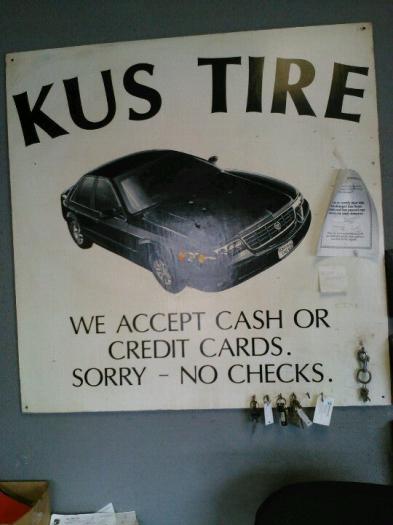 KUS TIRE
WE ACCEPT CASH OR
CREDIT CARDS.
SORRY - NO CHECKS.